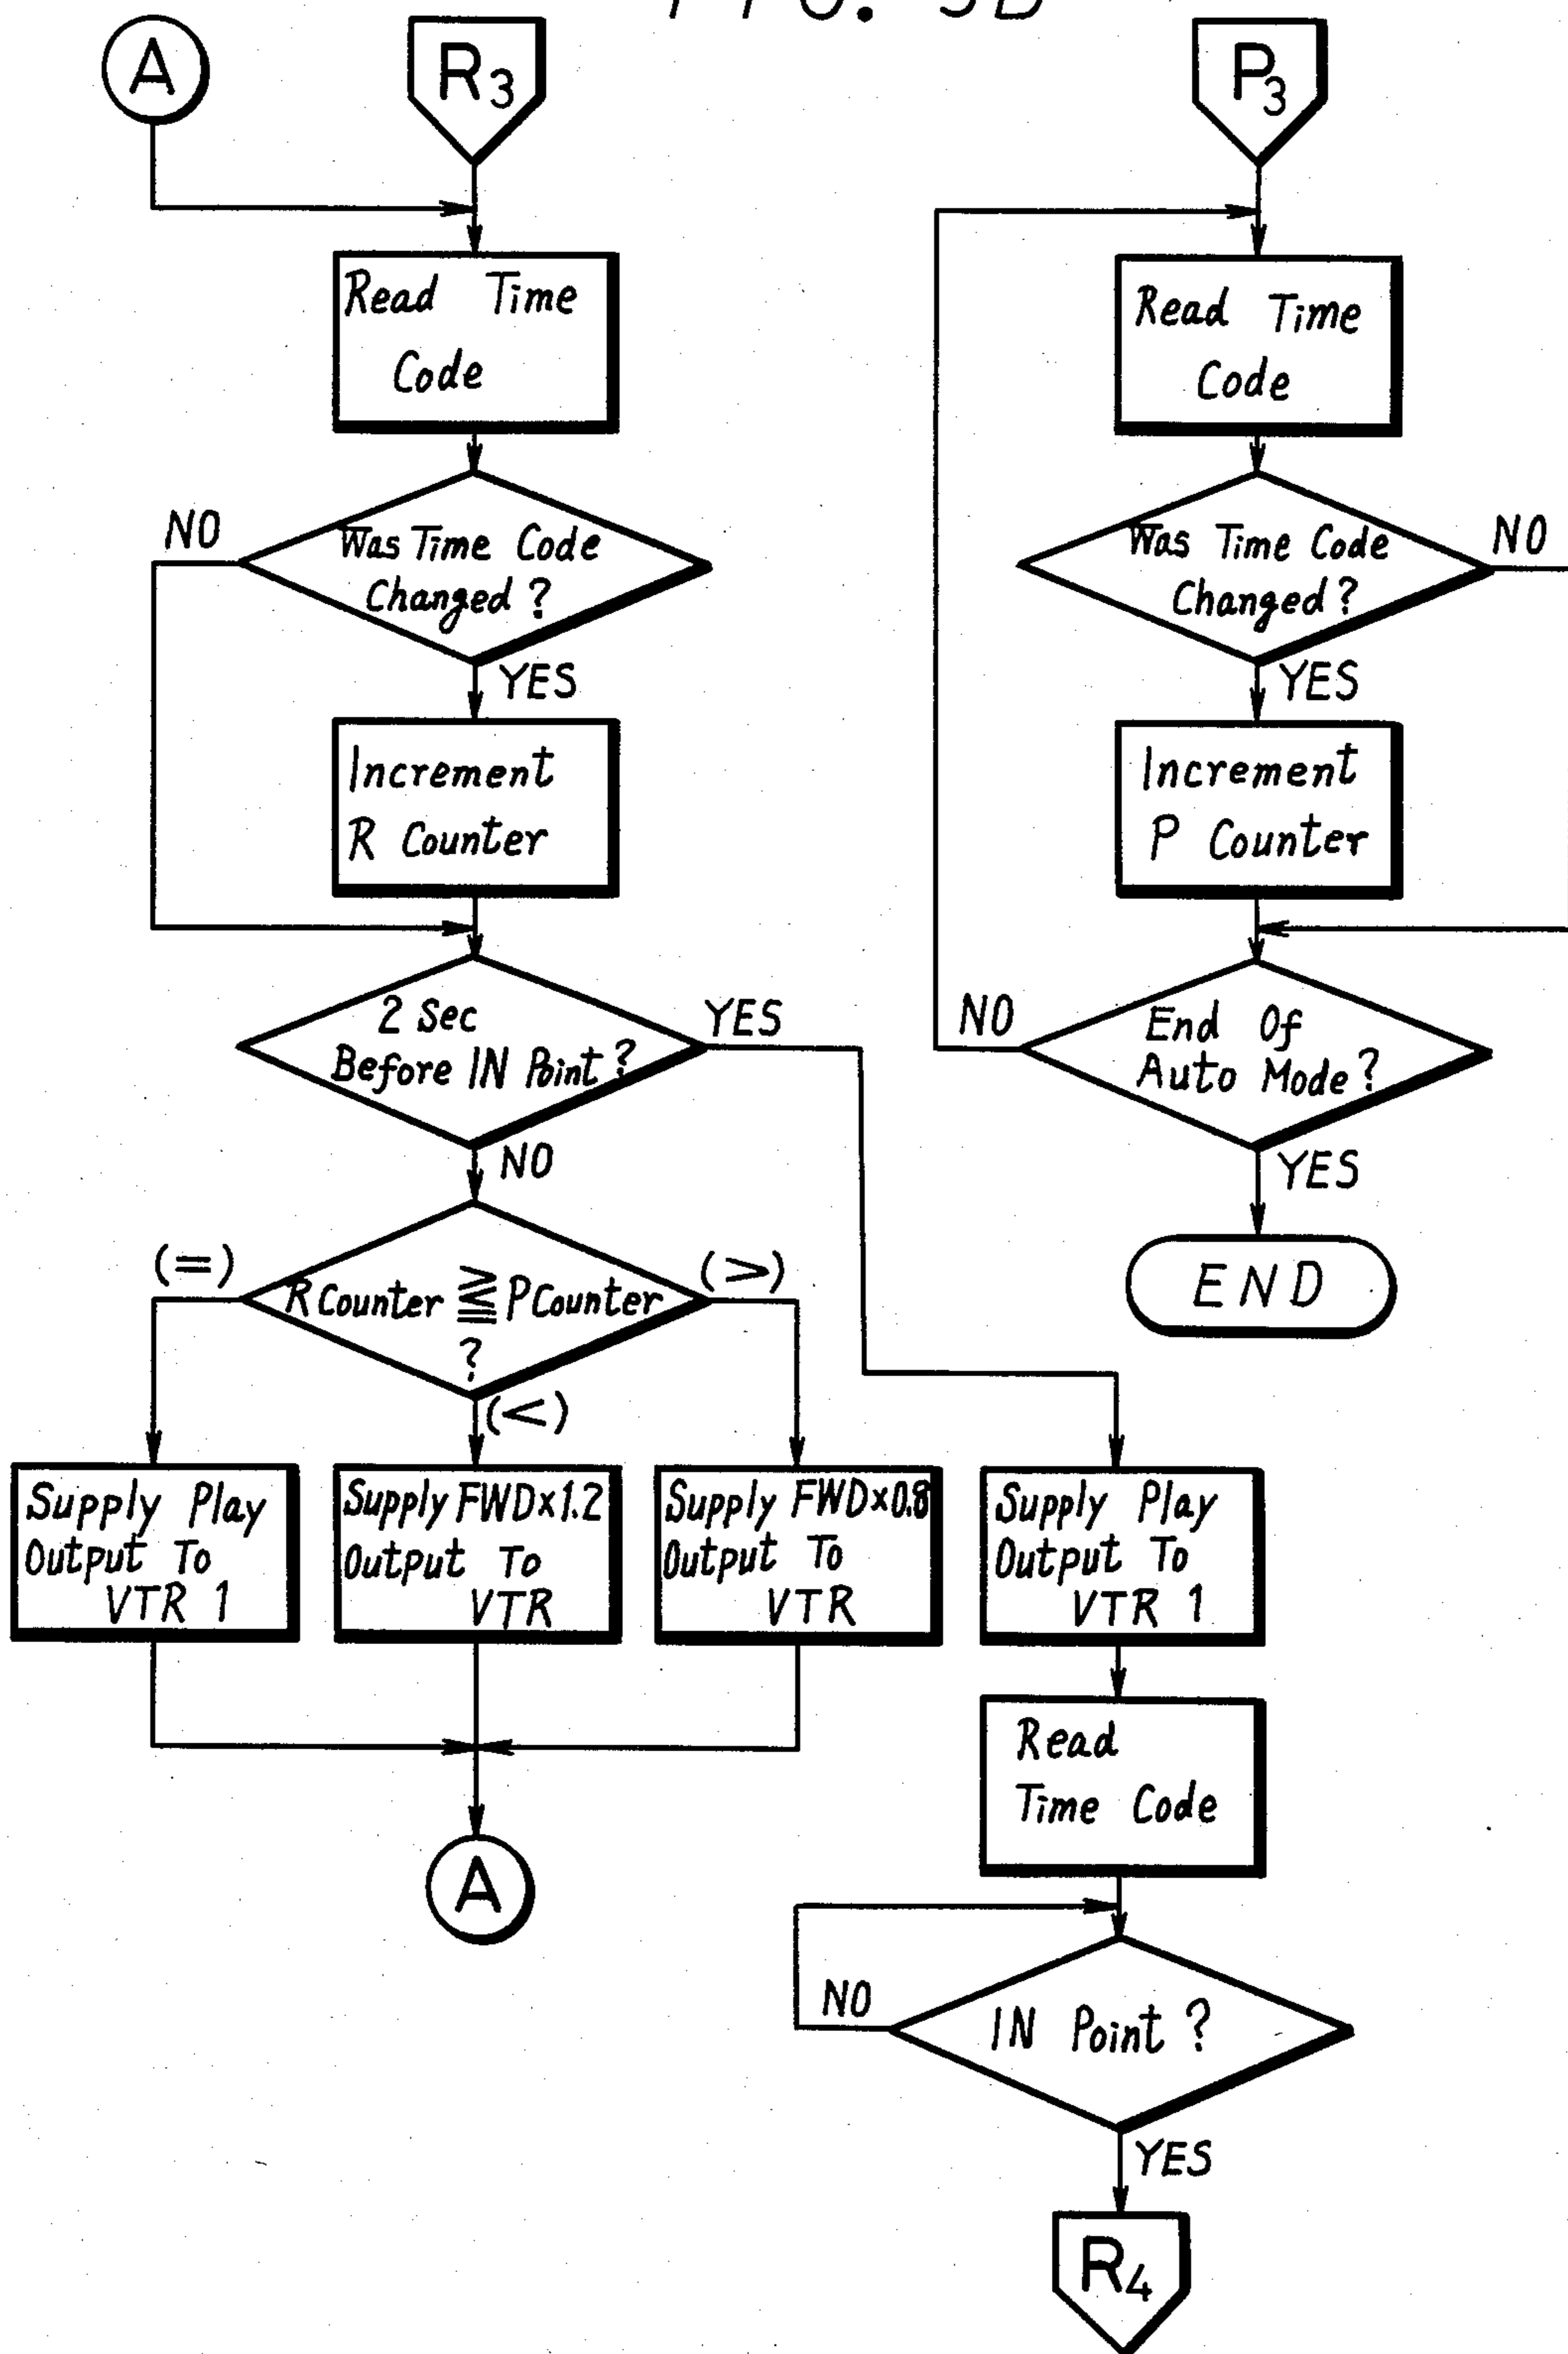 FIG. 5B
A
R3
Read Time
Code
Was Time Code
Changed ?
NO
YES
Increment
R Counter
2 Sec
Before IN Point ?
YES
NO
R Counter ≧≦ P Counter
?
(=)
(<)
(>)
Supply Play
Output To
VTR 1
Supply FWD×1.2
Output To
VTR
Supply FWD×0.8
Output To
VTR
A
Supply Play
Output To
VTR 1
Read
Time Code
IN Point ?
NO
YES
R4
P3
Read Time
Code
Was Time Code
Changed ?
NO
YES
Increment
P Counter
End Of
Auto Mode ?
NO
YES
END